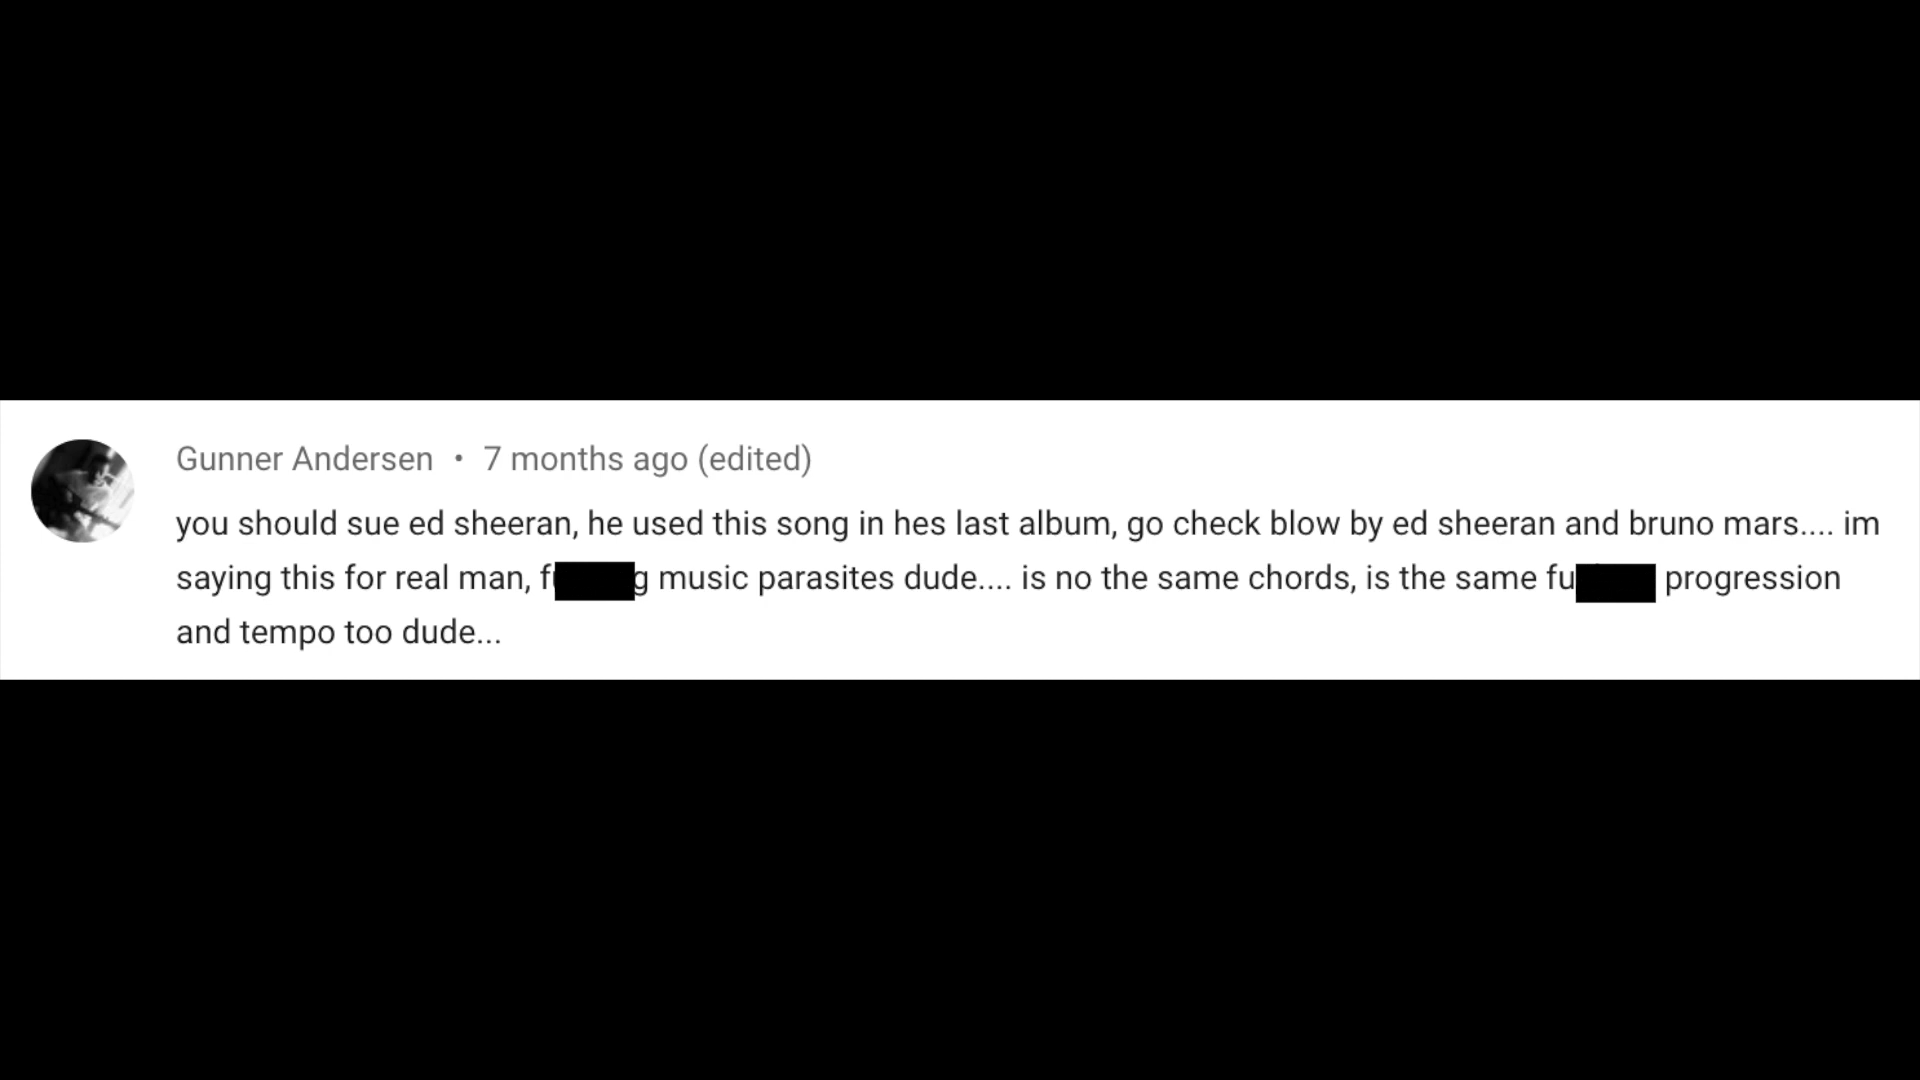 Gunner Andersen • 7 months ago (edited)
you should sue ed sheeran, he used this song in hes last album, go check blow by ed sheeran and bruno mars.... im
saying this for real man, g music parasites dude.... is no the same chords, is the same fu progression
and tempo too dude...